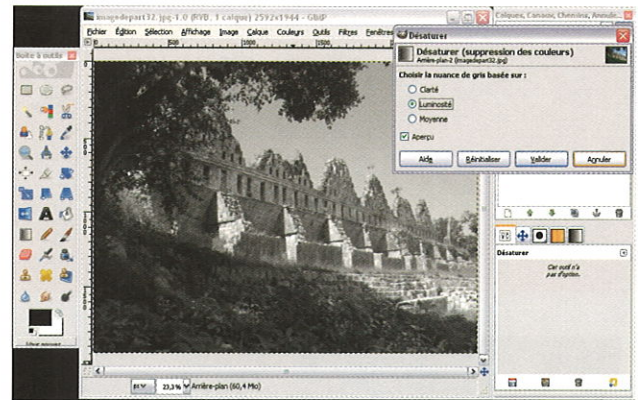 imagedepart32.jpg-1.0 (RVB, 1 calque) 2592x1944 - GIMP
Fichier Édition Sélection Affichage Image Calque Couleurs Outils Filtres Fenêtres
Boîte à outils
Calques, Canaux, Chemins, Annule...
Désaturer
Désaturer (suppression des couleurs)
Arrière-plan-2 (imagedepart32.jpg)
Choisir la nuance de gris basée sur :
Clarté
Luminosité
Moyenne
Aperçu
Aide Réinitialiser Valider Annuler
Désaturer
Cet outil n'a
pas d'option.
23,3% Arrière-plan (60,4 Mio)